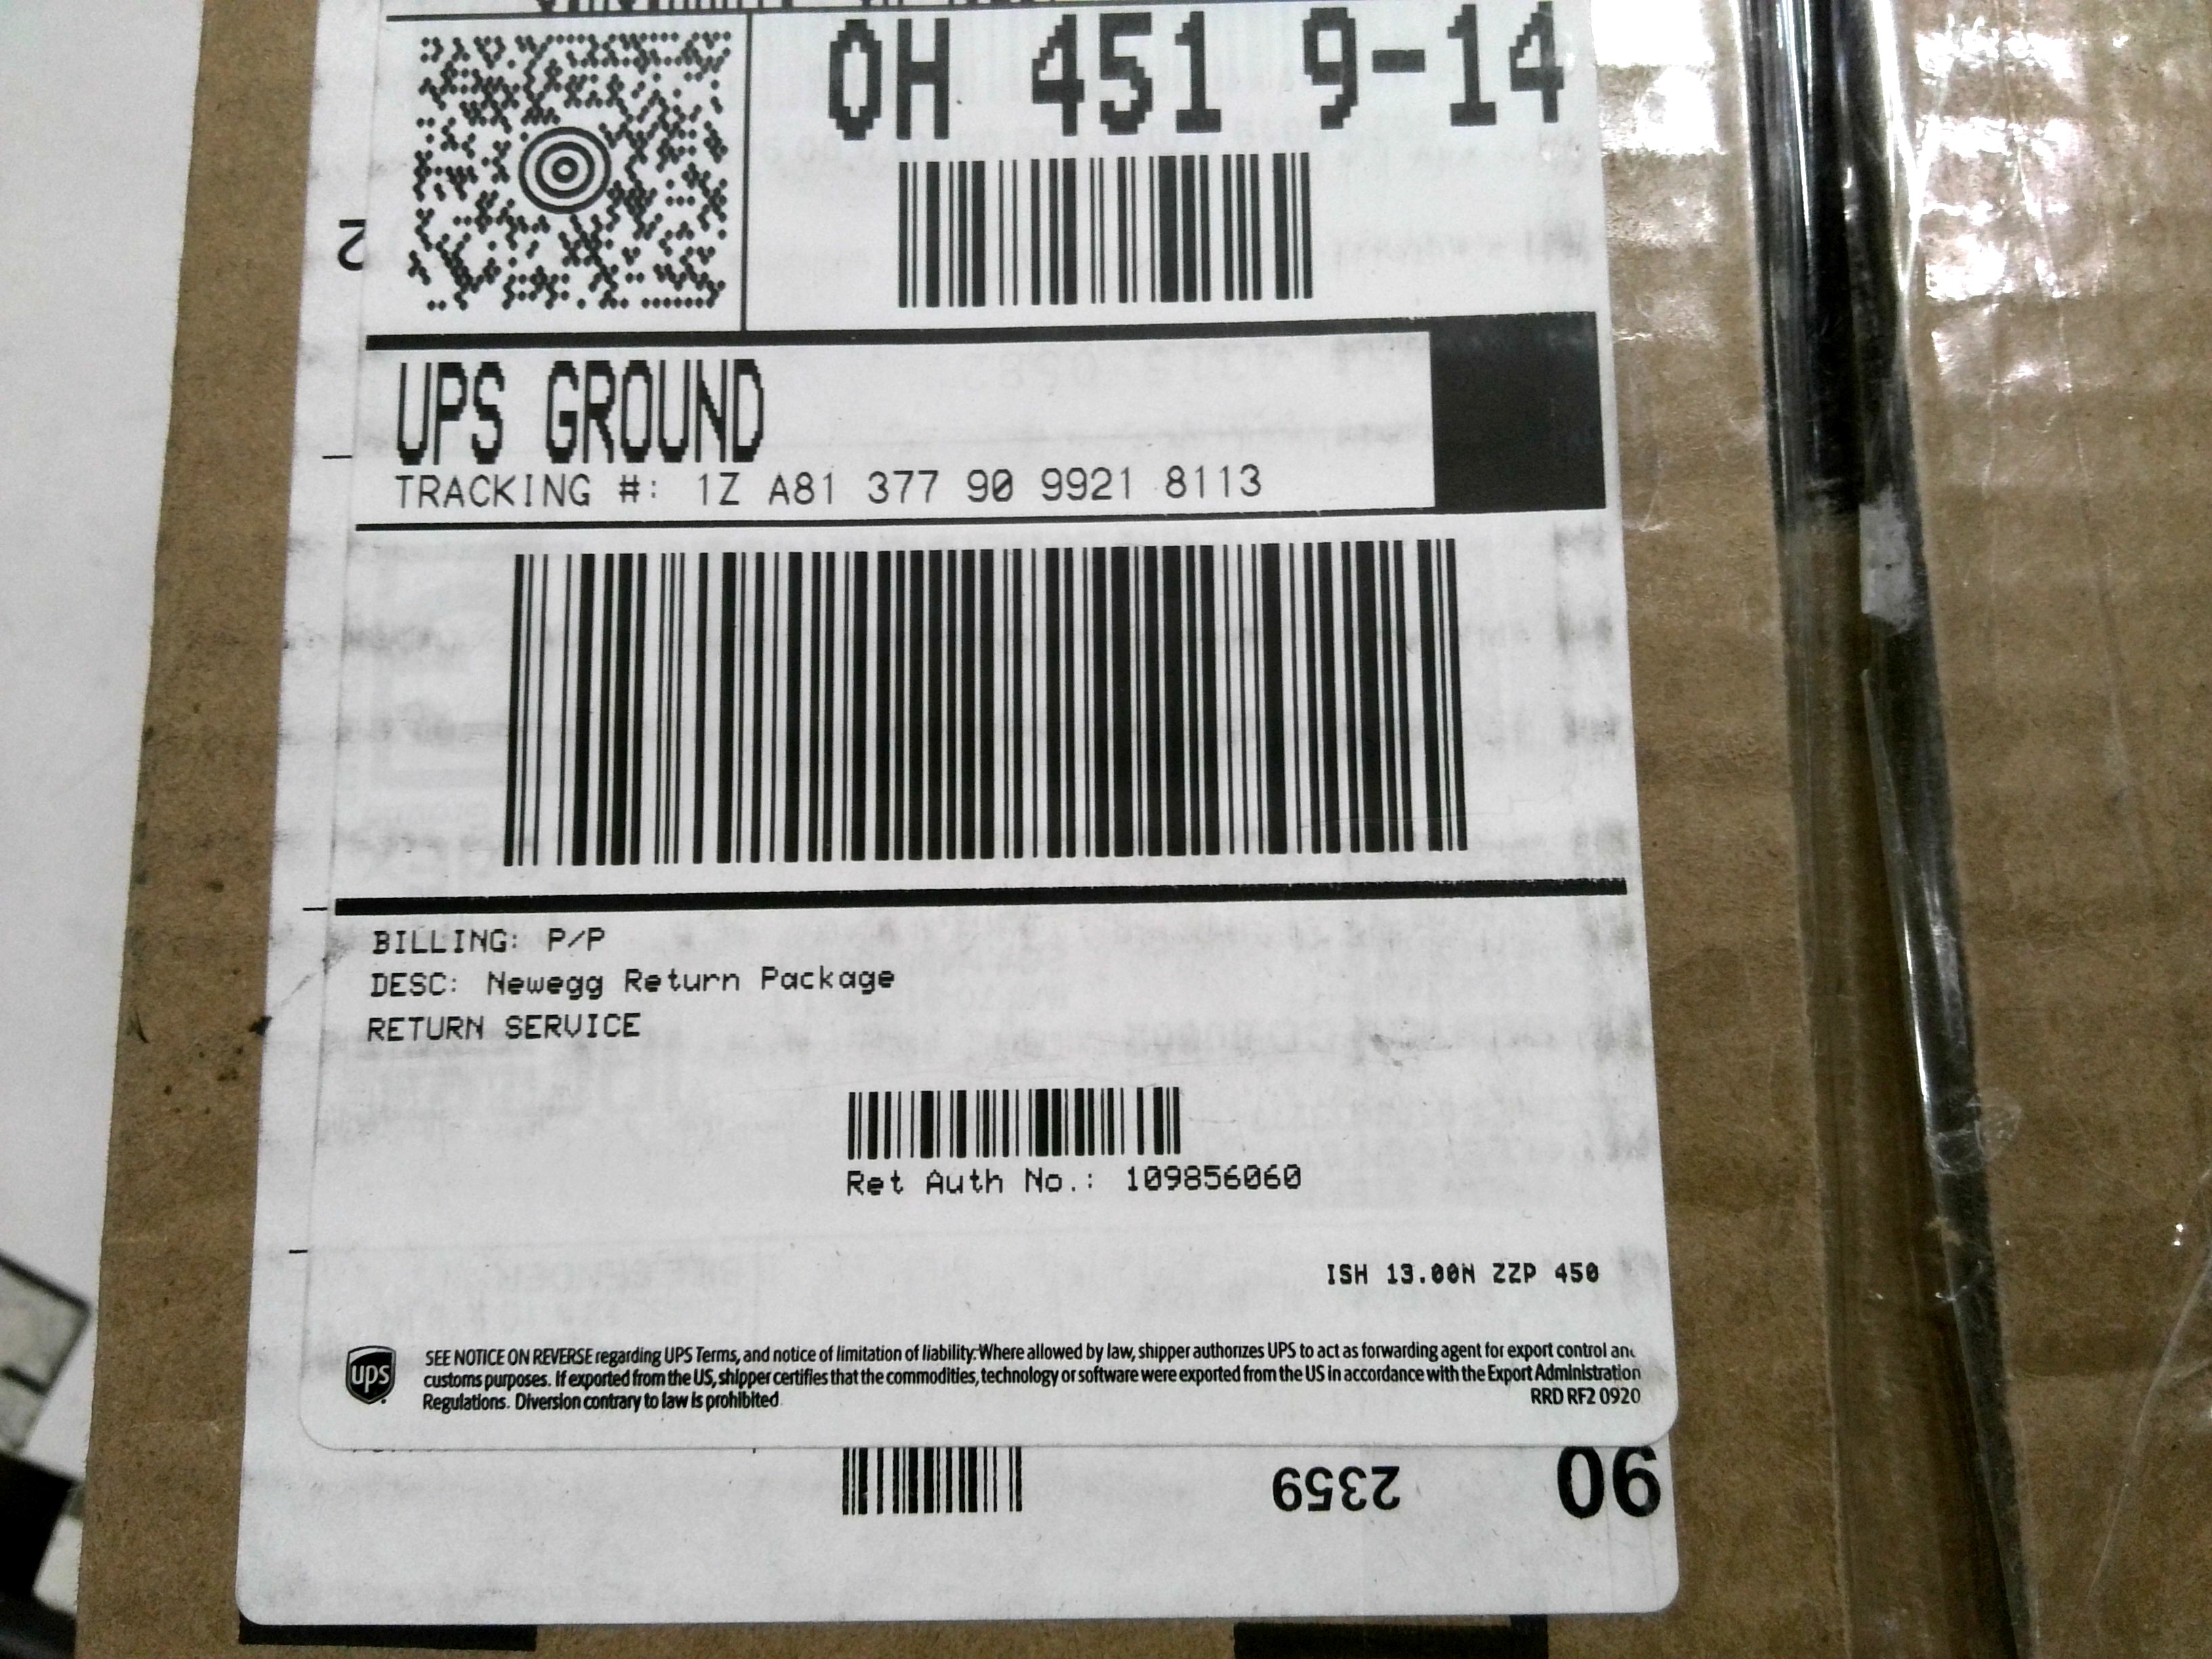 OH 451 9-14
2
UPS GROUND
TRACKING #: 1Z A81 377 90 9921 8113
BILLING: P/P
DESC: Newegg Return Package
RETURN SERVICE
Ret Auth No.: 109856060
ISH 13.00N ZZP 450
ups
SEE NOTICE ON REVERSE regarding UPS Terms, and notice of limitation of liability. Where allowed by law, shipper authorizes UPS to act as forwarding agent for export control and
customs purposes. If exported from the US, shipper certifies that the commodities, technology or software were exported from the US in accordance with the Export Administration
Regulations. Diversion contrary to law is prohibited.
RRD RF2 0920
2359
06